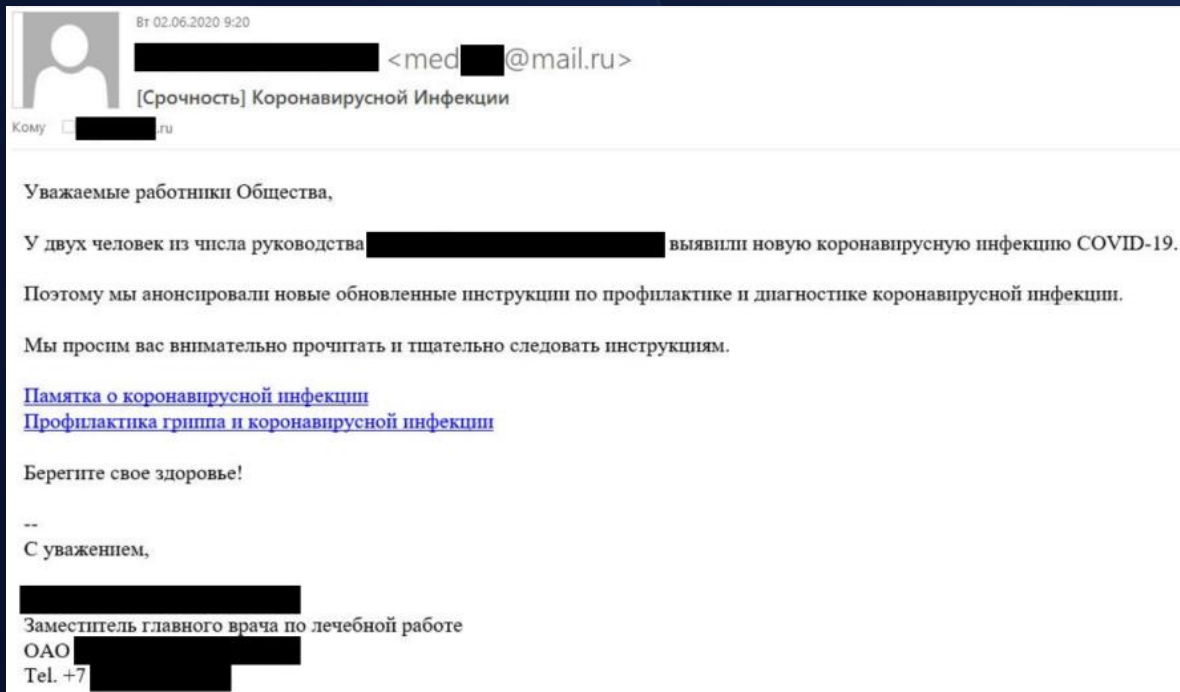 Вт 02.06.2020 9:20
<med @mail.ru>
[Срочность] Коронавирусной Инфекции
Кому .ru
Уважаемые работники Общества,
У двух человек из числа руководства выявили новую коронавирусную инфекцию COVID-19.
Поэтому мы анонсировали новые обновленные инструкции по профилактике и диагностике коронавирусной инфекции.
Мы просим вас внимательно прочитать и тщательно следовать инструкциям.
Памятка о коронавирусной инфекции
Профилактика гриппа и коронавирусной инфекции
Берегите свое здоровье!
--
С уважением,
Заместитель главного врача по лечебной работе
ОАО
Tel. +7